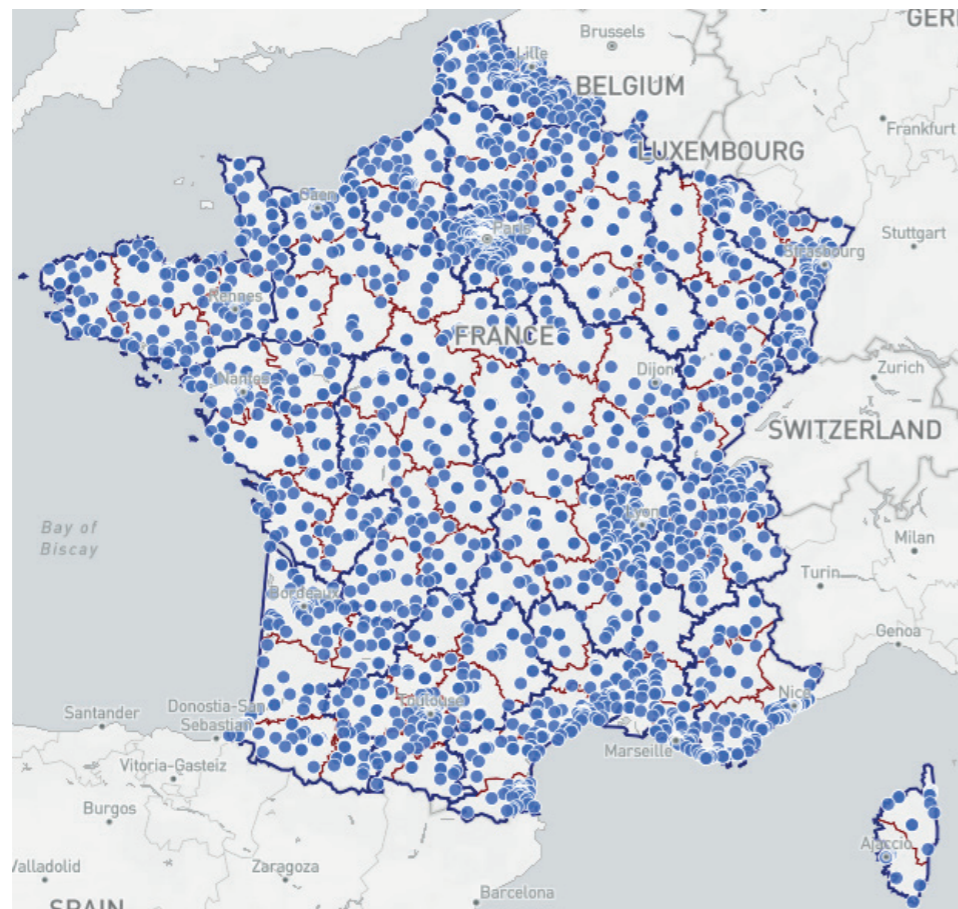 GERI
Brussels
Lille
BELGIUM
Frankfurt
LUXEMBOURG
Caen
Paris
Stuttgart
Strasbourg
Rennes
FRANCE
Dijon
Zurich
Nantes
SWITZERLAND
Bay of
Biscay
Lyon
Milan
Turin
Bordeaux
Genoa
Nice
Toulouse
Donostia-San
Sebastian
Santander
Marseille
Vitoria-Gasteiz
Burgos
Ajaccio
Valladolid
Zaragoza
Barcelona
SPAIN